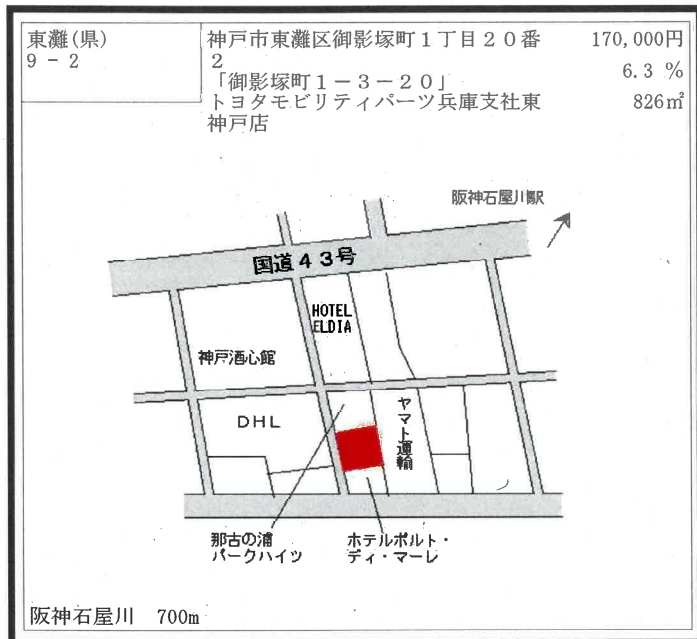 東灘(県)
9 － 2
神戸市東灘区御影塚町１丁目２０番
２
「御影塚町１－３－２０」
トヨタモビリティパーツ兵庫支社東
神戸店
170,000円
6.3 %
826㎡
阪神石屋川駅
国道４３号
HOTEL
ELDIA
神戸酒心館
DHL
ヤマト運輸
那古の浦
パークハイツ
ホテルポルト・
ディ・マーレ
阪神石屋川　700m